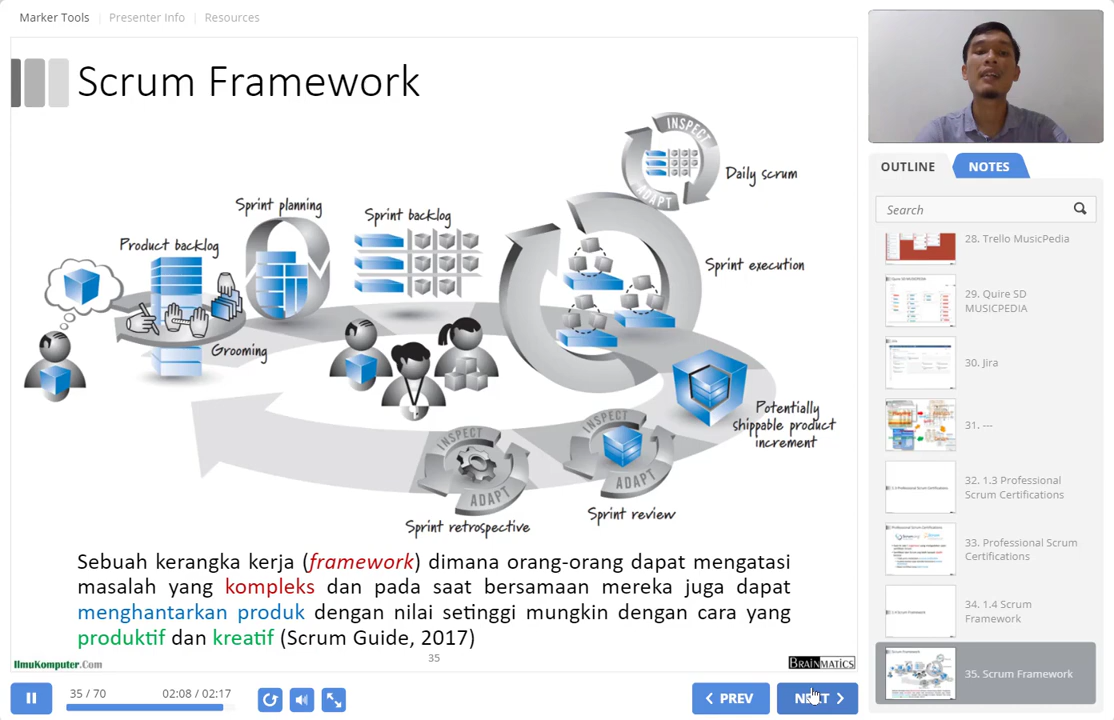 Marker Tools
Presenter Info
Resources
Scrum Framework
INSPECT
ADAPT
Daily scrum
Sprint planning
Sprint backlog
Product backlog
Sprint execution
Grooming
Potentially
shippable product
increment
INSPECT
ADAPT
INSPECT
ADAPT
Sprint review
Sprint retrospective
Sebuah kerangka kerja (framework) dimana orang-orang dapat mengatasi
masalah yang kompleks dan pada saat bersamaan mereka juga dapat
menghantarkan produk dengan nilai setinggi mungkin dengan cara yang
produktif dan kreatif (Scrum Guide, 2017)
IlmuKomputer.Com
35
BRAINMATICS
35 / 70
02:08 / 02:17
PREV
NEXT
OUTLINE
NOTES
Search
28. Trello MusicPedia
29. Quire SD
MUSICPEDIA
30. Jira
31. ---
32. 1.3 Professional
Scrum Certifications
33. Professional Scrum
Certifications
34. 1.4 Scrum
Framework
35. Scrum Framework